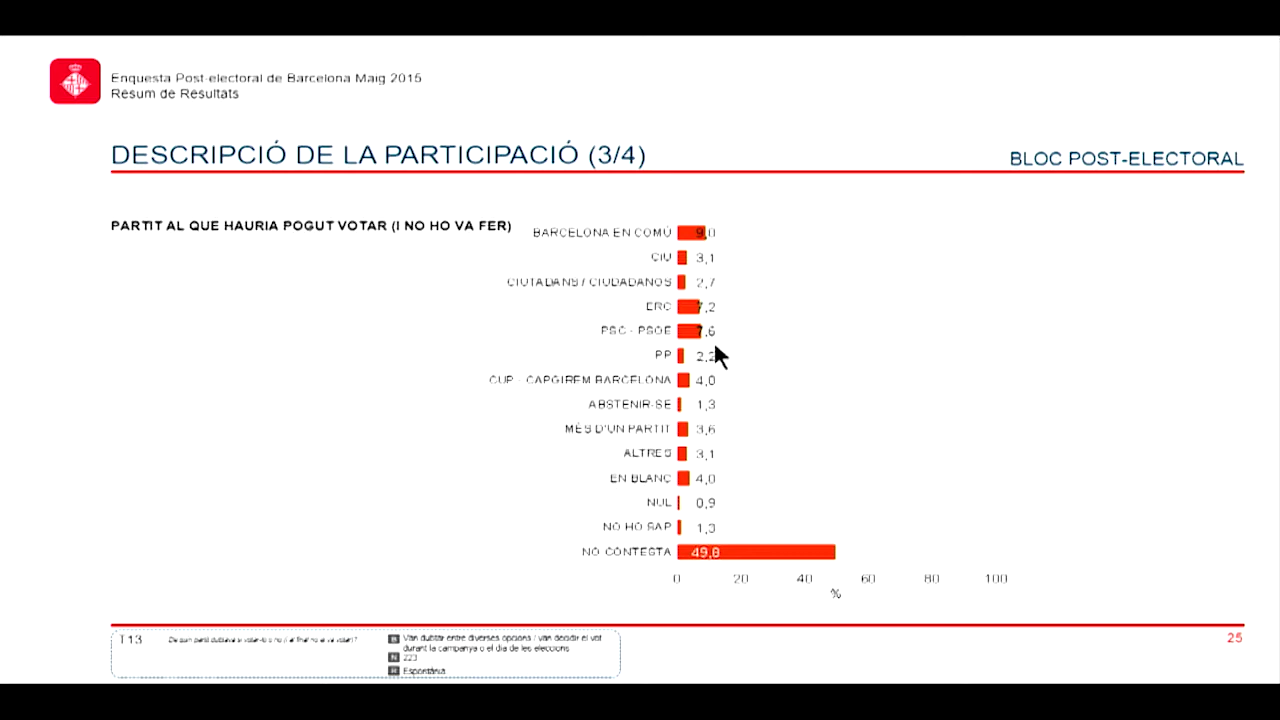 Enquesta Post-electoral de Barcelona Maig 2015
Resum de Resultats
DESCRIPCIÓ DE LA PARTICIPACIÓ (3/4)
BLOC POST-ELECTORAL
PARTIT AL QUE HAURIA POGUT VOTAR (I NO HO VA FER)
BARCELONA EN COMÚ 9,0
CIU 3,1
CIUTADANS / CIUDADANOS 2,7
ERC 7,2
PSC - PSOE 7,6
PP 2,2
CUP - CAPGIREM BARCELONA 4,0
ABSTENIR-SE 1,3
MÉS D'UN PARTIT 3,6
ALTRES 3,1
EN BLANC 4,0
NUL 0,9
NO HO SAP 1,3
NO CONTESTA 49,8
0 20 40 60 80 100
%
T13
B Van dubtar entre diverses opcions / van decidir el vot
durant la campanya o el dia de les eleccions
N 223
R Espontània
25